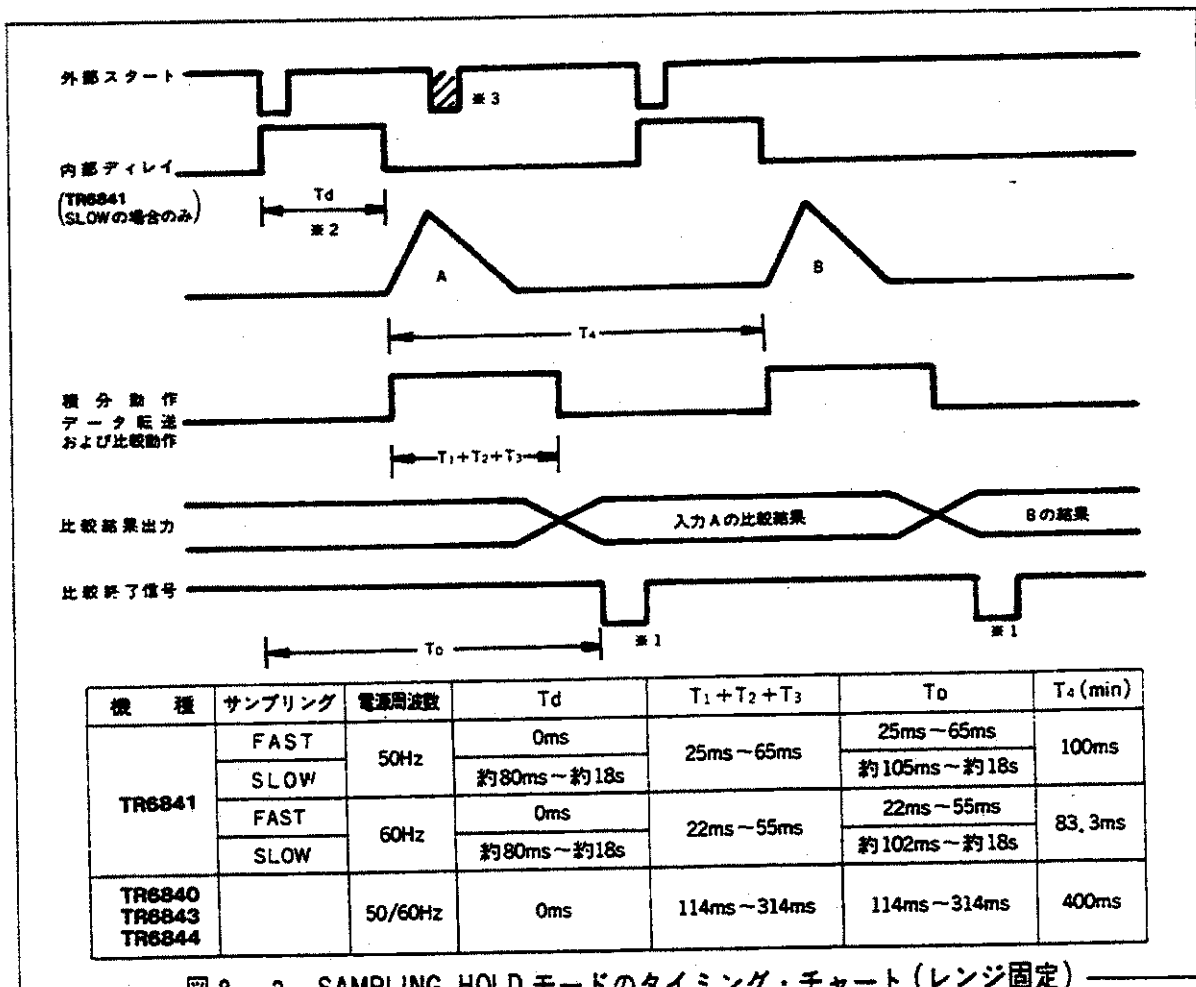 外部スタート
※3
内部ディレイ
(TR6841
SLOWの場合のみ)
Td
※2
A
B
T₄
積分動作
データ転送
および比較動作
T₁+T₂+T₃
比較結果出力
入力Aの比較結果
Bの結果
比較終了信号
※1
※1
To
機 種 サンプリング 電源周波数 Td T₁+T₂+T₃ To T₄(min)
TR6841 FAST 50Hz 0ms 25ms~65ms 25ms~65ms 100ms
SLOW 約80ms~約18s 約105ms~約18s
FAST 60Hz 0ms 22ms~55ms 22ms~55ms 83.3ms
SLOW 約80ms~約18s 約102ms~約18s
TR6840
TR6843
TR6844
50/60Hz 0ms 114ms~314ms 114ms~314ms 400ms
SAMPLING HOLD モードのタイミング・チャート(レンジ固定)